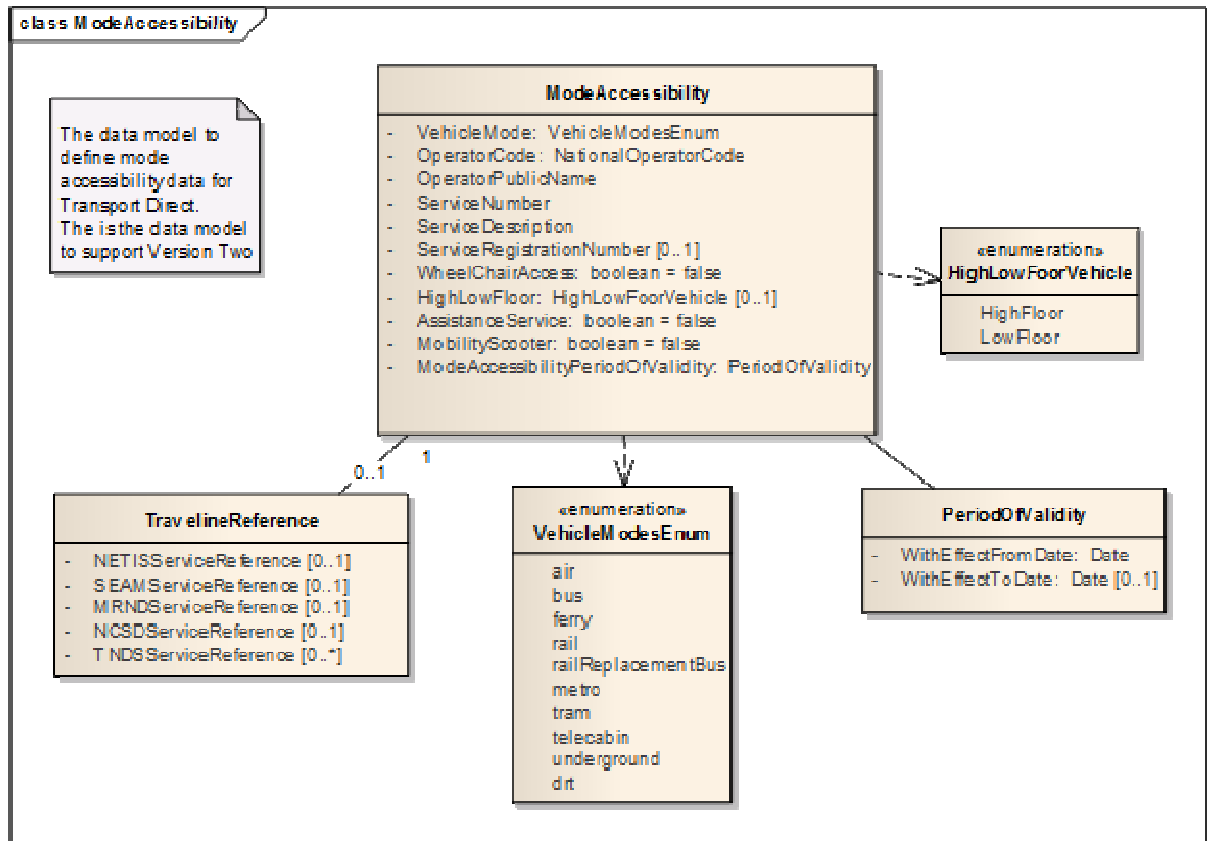 class ModeAccessibility
The data model to
define mode
accessibility data for
Transport Direct.
The is the data model
to support Version Two
ModeAccessibility
- VehicleMode: VehicleModesEnum
- OperatorCode: NationalOperatorCode
- OperatorPublicName
- ServiceNumber
- ServiceDescription
- ServiceRegistrationNumber [0..1]
- WheelChairAccess: boolean = false
- HighLowFloor: HighLowFoorVehicle [0..1]
- AssistanceService: boolean = false
- MobilityScooter: boolean = false
- ModeAccessibilityPeriodOfValidity: PeriodOfValidity
«enumeration»
HighLowFoorVehicle
HighFloor
LowFloor
0..1
1
TravelineReference
- NETISServiceReference [0..1]
- SEAMServiceReference [0..1]
- MIRNDServiceReference [0..1]
- NCSDServiceReference [0..1]
- TNDSServiceReference [0..*]
«enumeration»
VehicleModesEnum
air
bus
ferry
rail
railReplacementBus
metro
tram
telecabin
underground
drt
PeriodOfValidity
- WithEffectFromDate: Date
- WithEffectToDate: Date [0..1]